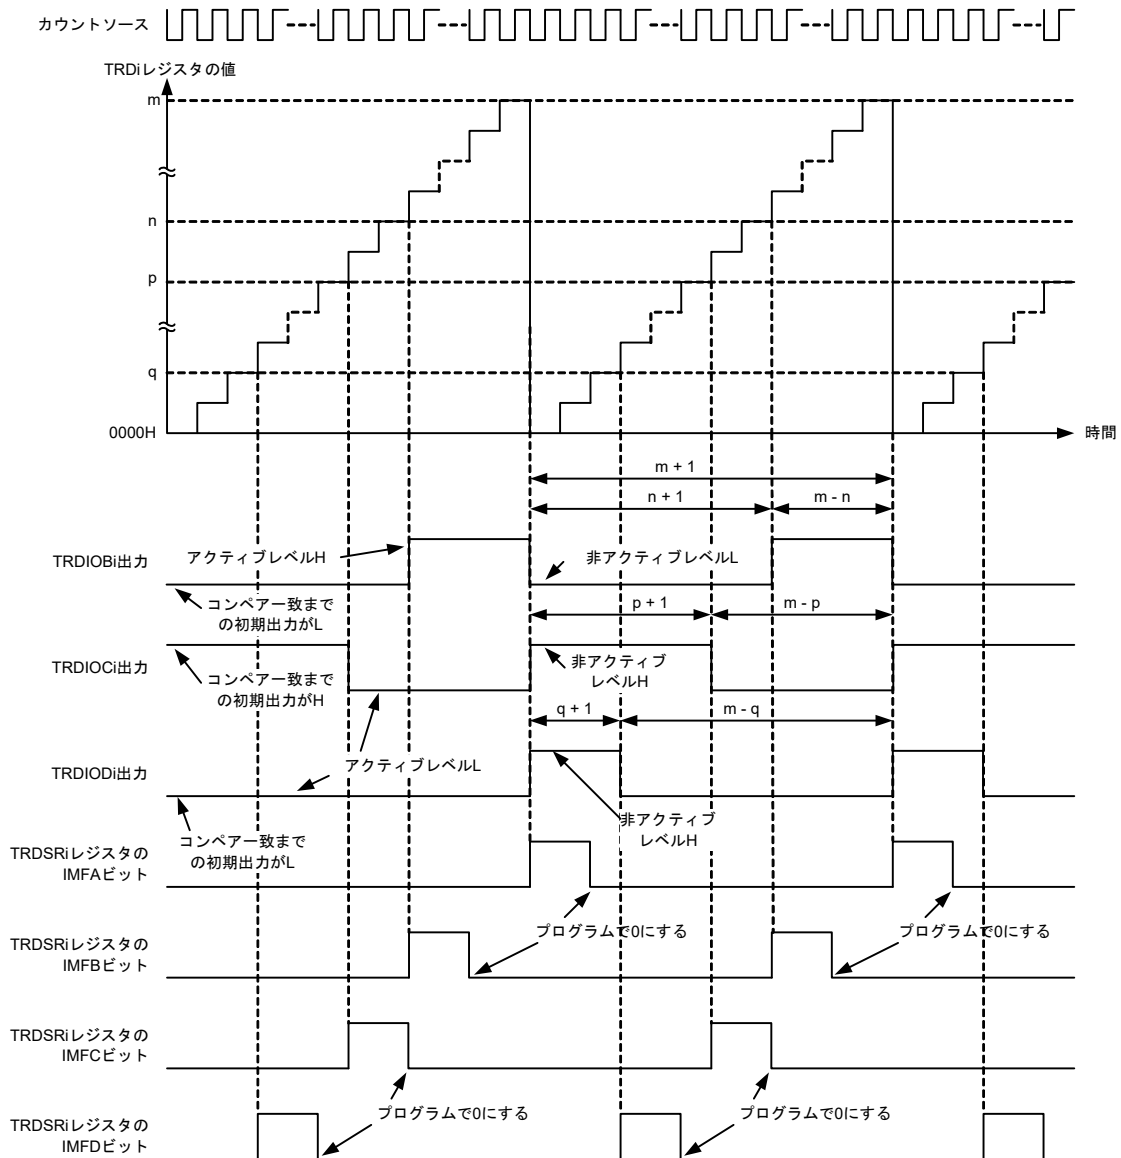 カウントソース
TRDiレジスタの値
m
n
p
q
0000H
時間
m + 1
n + 1
m - n
アクティブレベルH
非アクティブレベルL
TRDIOBi出力
コンペア一致まで
の初期出力がL
p + 1
m - p
TRDIOCi出力
コンペア一致まで
の初期出力がH
非アクティブ
レベルH
q + 1
m - q
アクティブレベルL
TRDIODi出力
コンペア一致まで
の初期出力がL
非アクティブ
レベルH
TRDSRiレジスタの
IMFAビット
プログラムで0にする
プログラムで0にする
TRDSRiレジスタの
IMFBビット
TRDSRiレジスタの
IMFCビット
プログラムで0にする
プログラムで0にする
TRDSRiレジスタの
IMFDビット